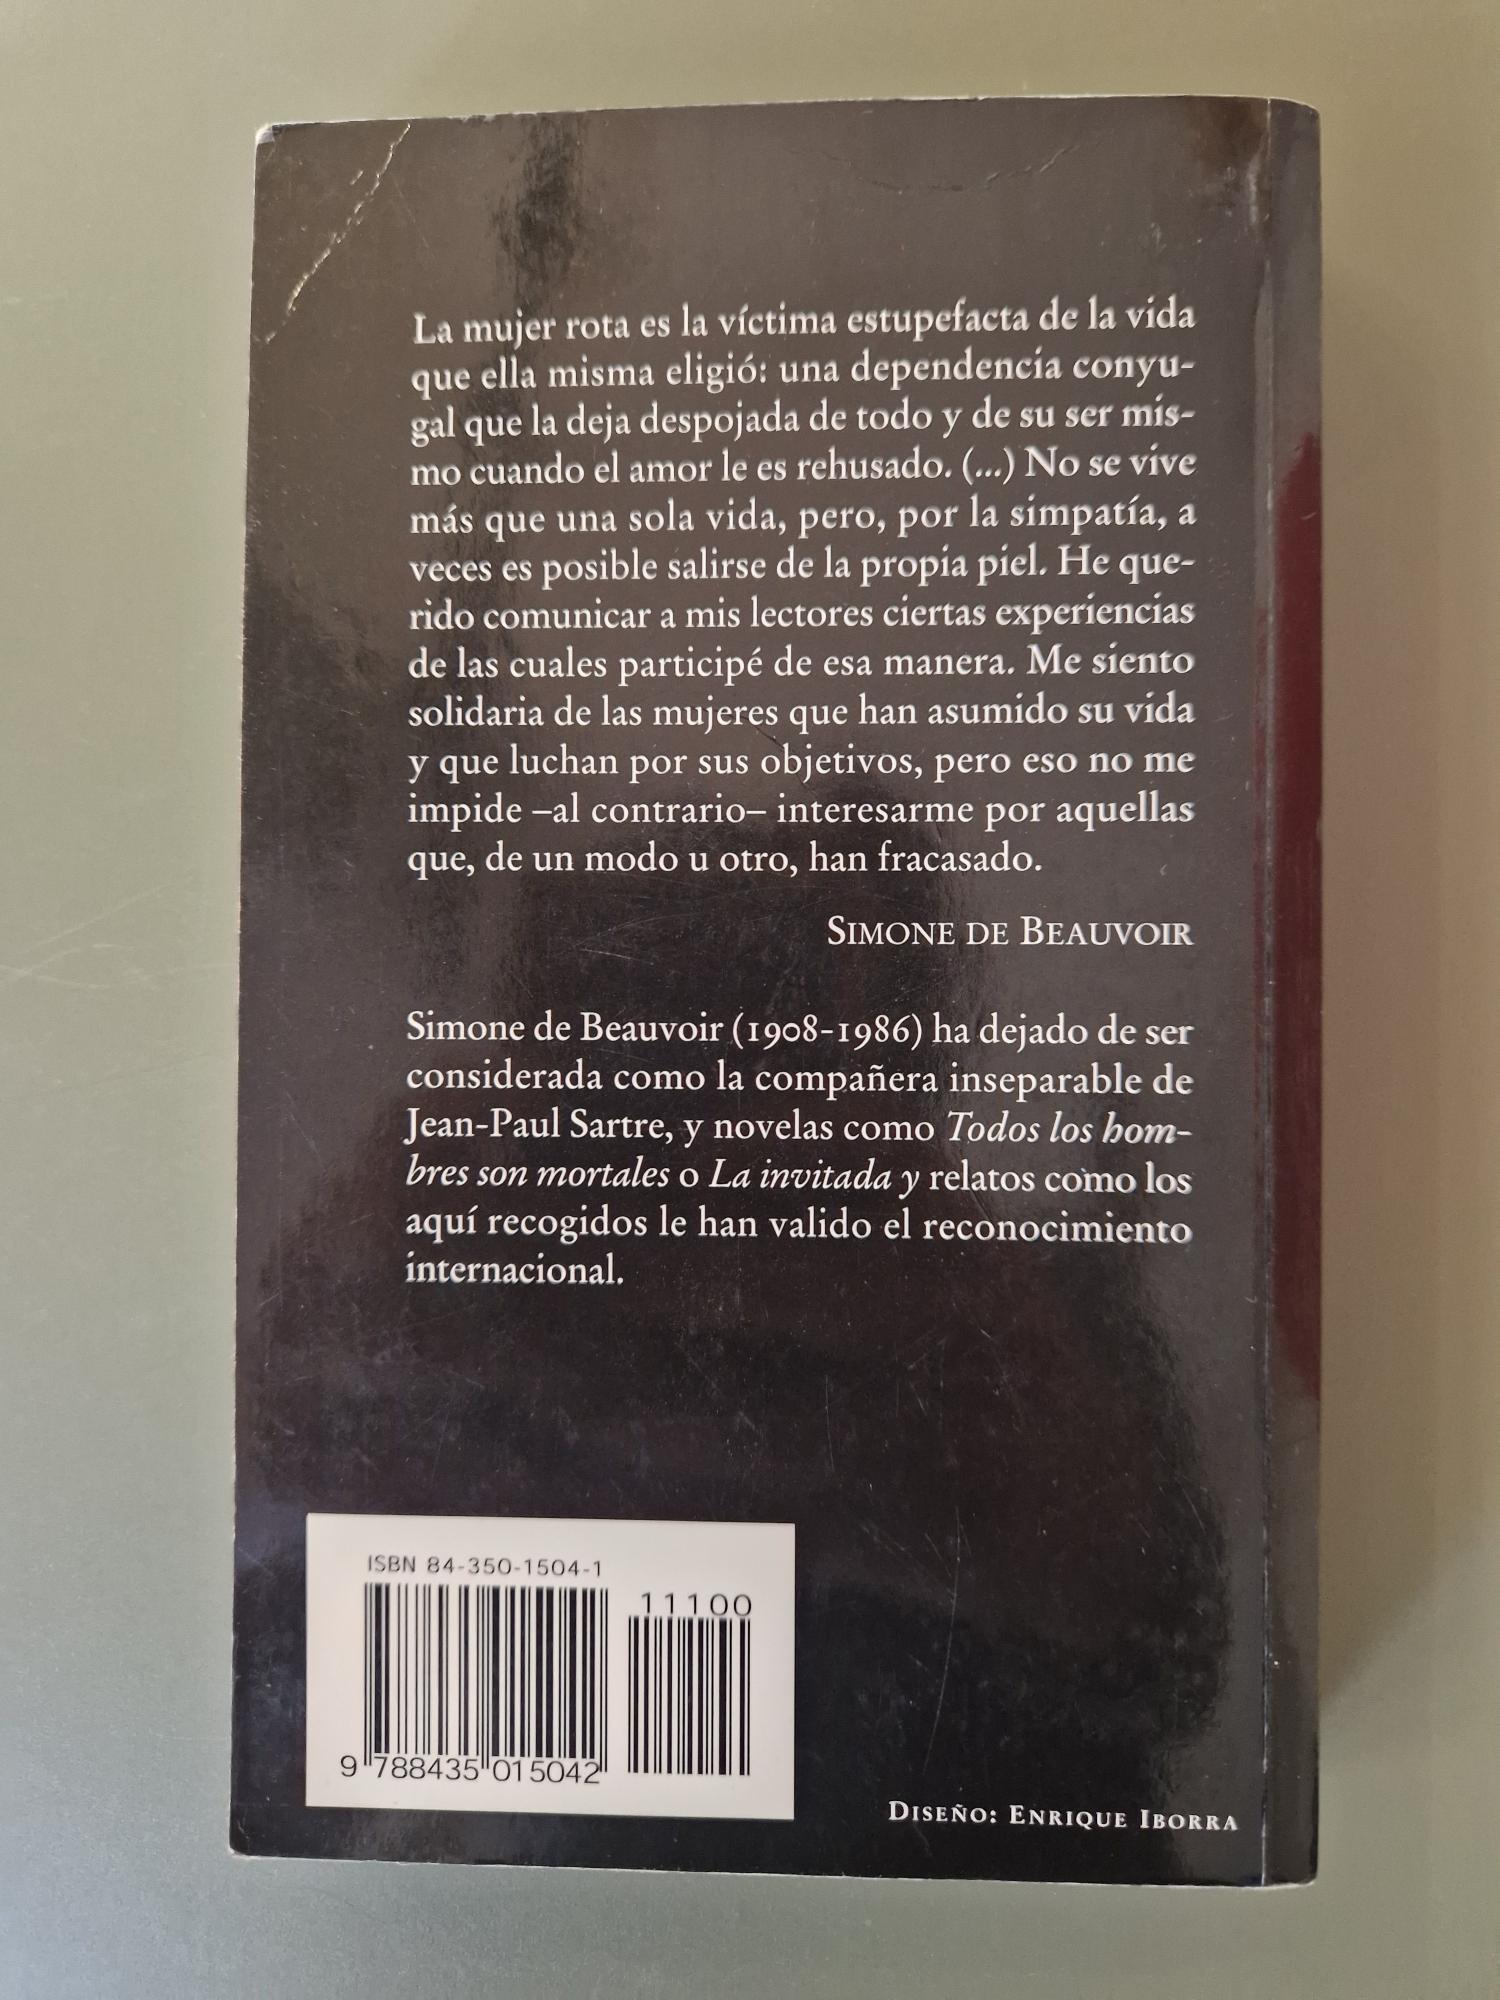 La mujer rota es la víctima estupefacta de la vida
que ella misma eligió: una dependencia conyu-
gal que la deja despojada de todo y de su ser mis-
mo cuando el amor le es rehusado. (...) No se vive
más que una sola vida, pero, por la simpatía, a
veces es posible salirse de la propia piel. He que-
rido comunicar a mis lectores ciertas experiencias
de las cuales participé de esa manera. Me siento
solidaria de las mujeres que han asumido su vida
y que luchan por sus objetivos, pero eso no me
impide –al contrario– interesarme por aquellas
que, de un modo u otro, han fracasado.
SIMONE DE BEAUVOIR
Simone de Beauvoir (1908-1986) ha dejado de ser
considerada como la compañera inseparable de
Jean-Paul Sartre, y novelas como Todos los hom-
bres son mortales o La invitada y relatos como los
aquí recogidos le han valido el reconocimiento
internacional.
ISBN 84-350-1504-1
11100
9 788435 015042
DISEÑO: ENRIQUE IBORRA